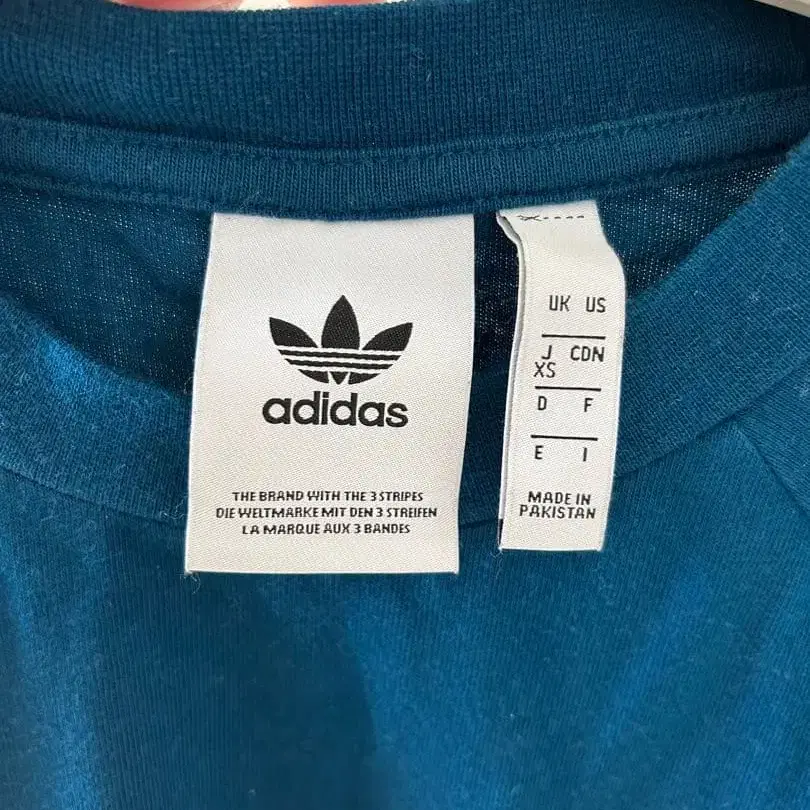 adidas
THE BRAND WITH THE 3 STRIPES
DIE WELTMARKE MIT DEN 3 STREIFEN
LA MARQUE AUX 3 BANDES
UK US
J CDN
XS
D F
E I
MADE IN
PAKISTAN